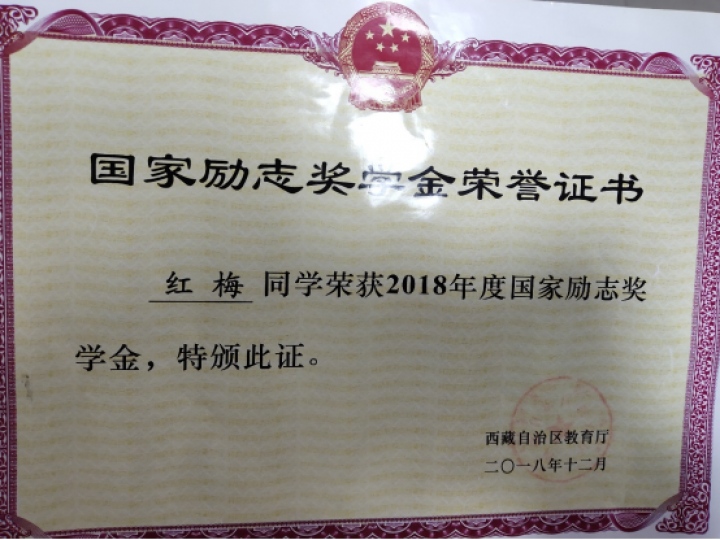 国家励志奖学金荣誉证书
红梅 同学荣获2018年度国家励志奖
学金，特颁此证。
西藏自治区教育厅
二〇一八年十二月